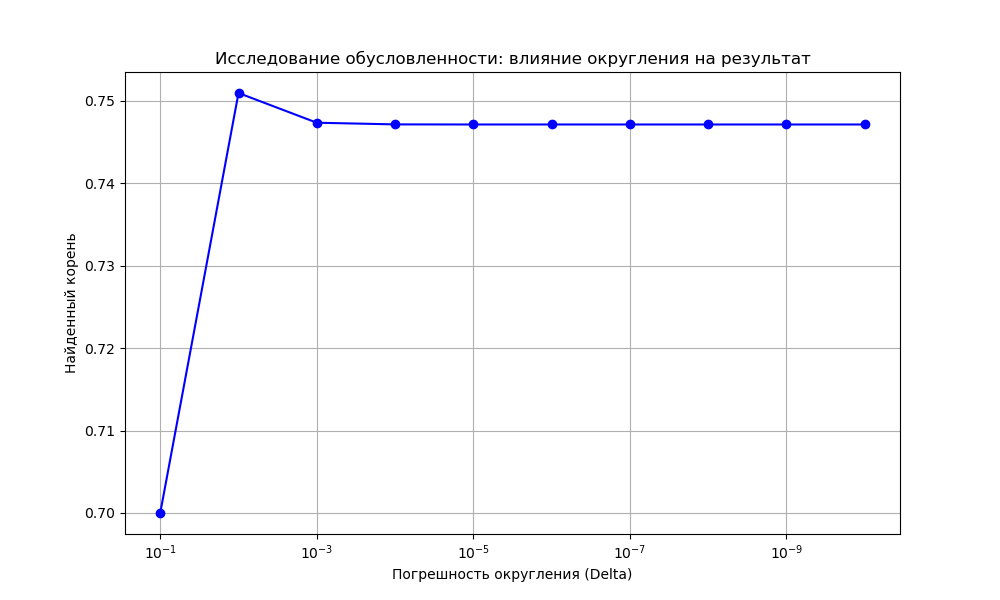 Исследование обусловленности: влияние округления на результат
0.75
0.74
0.73
0.72
0.71
0.70
Найденный корень
10⁻¹ 10⁻³ 10⁻⁵ 10⁻⁷ 10⁻⁹
Погрешность округления (Delta)